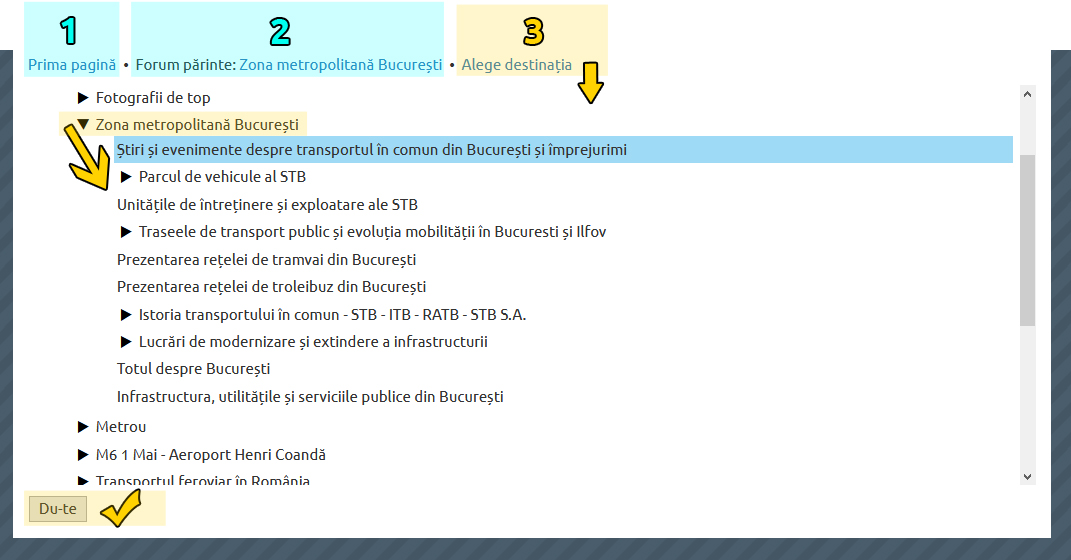 1 2 3
Prima pagină • Forum părinte: Zona metropolitană București • Alege destinația
▶ Fotografii de top
▼ Zona metropolitană București
Știri și evenimente despre transportul în comun din București și împrejurimi
▶ Parcul de vehicule al STB
Unitățile de întreținere și exploatare ale STB
▶ Traseele de transport public și evoluția mobilității în Bucuresti și Ilfov
Prezentarea rețelei de tramvai din București
Prezentarea rețelei de troleibuz din București
▶ Istoria transportului în comun - STB - ITB - RATB - STB S.A.
▶ Lucrări de modernizare și extindere a infrastructurii
Totul despre București
Infrastructura, utilitățile și serviciile publice din București
▶ Metrou
▶ M6 1 Mai - Aeroport Henri Coandă
▶ Transportul feroviar în România
Du-te